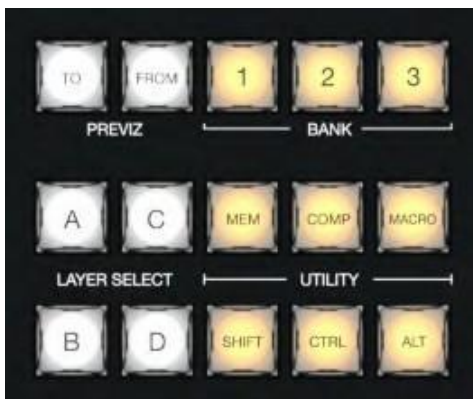 TO FROM 1 2 3
PREVIZ BANK
A C MEM COMP MACRO
LAYER SELECT UTILITY
B D SHIFT CTRL ALT